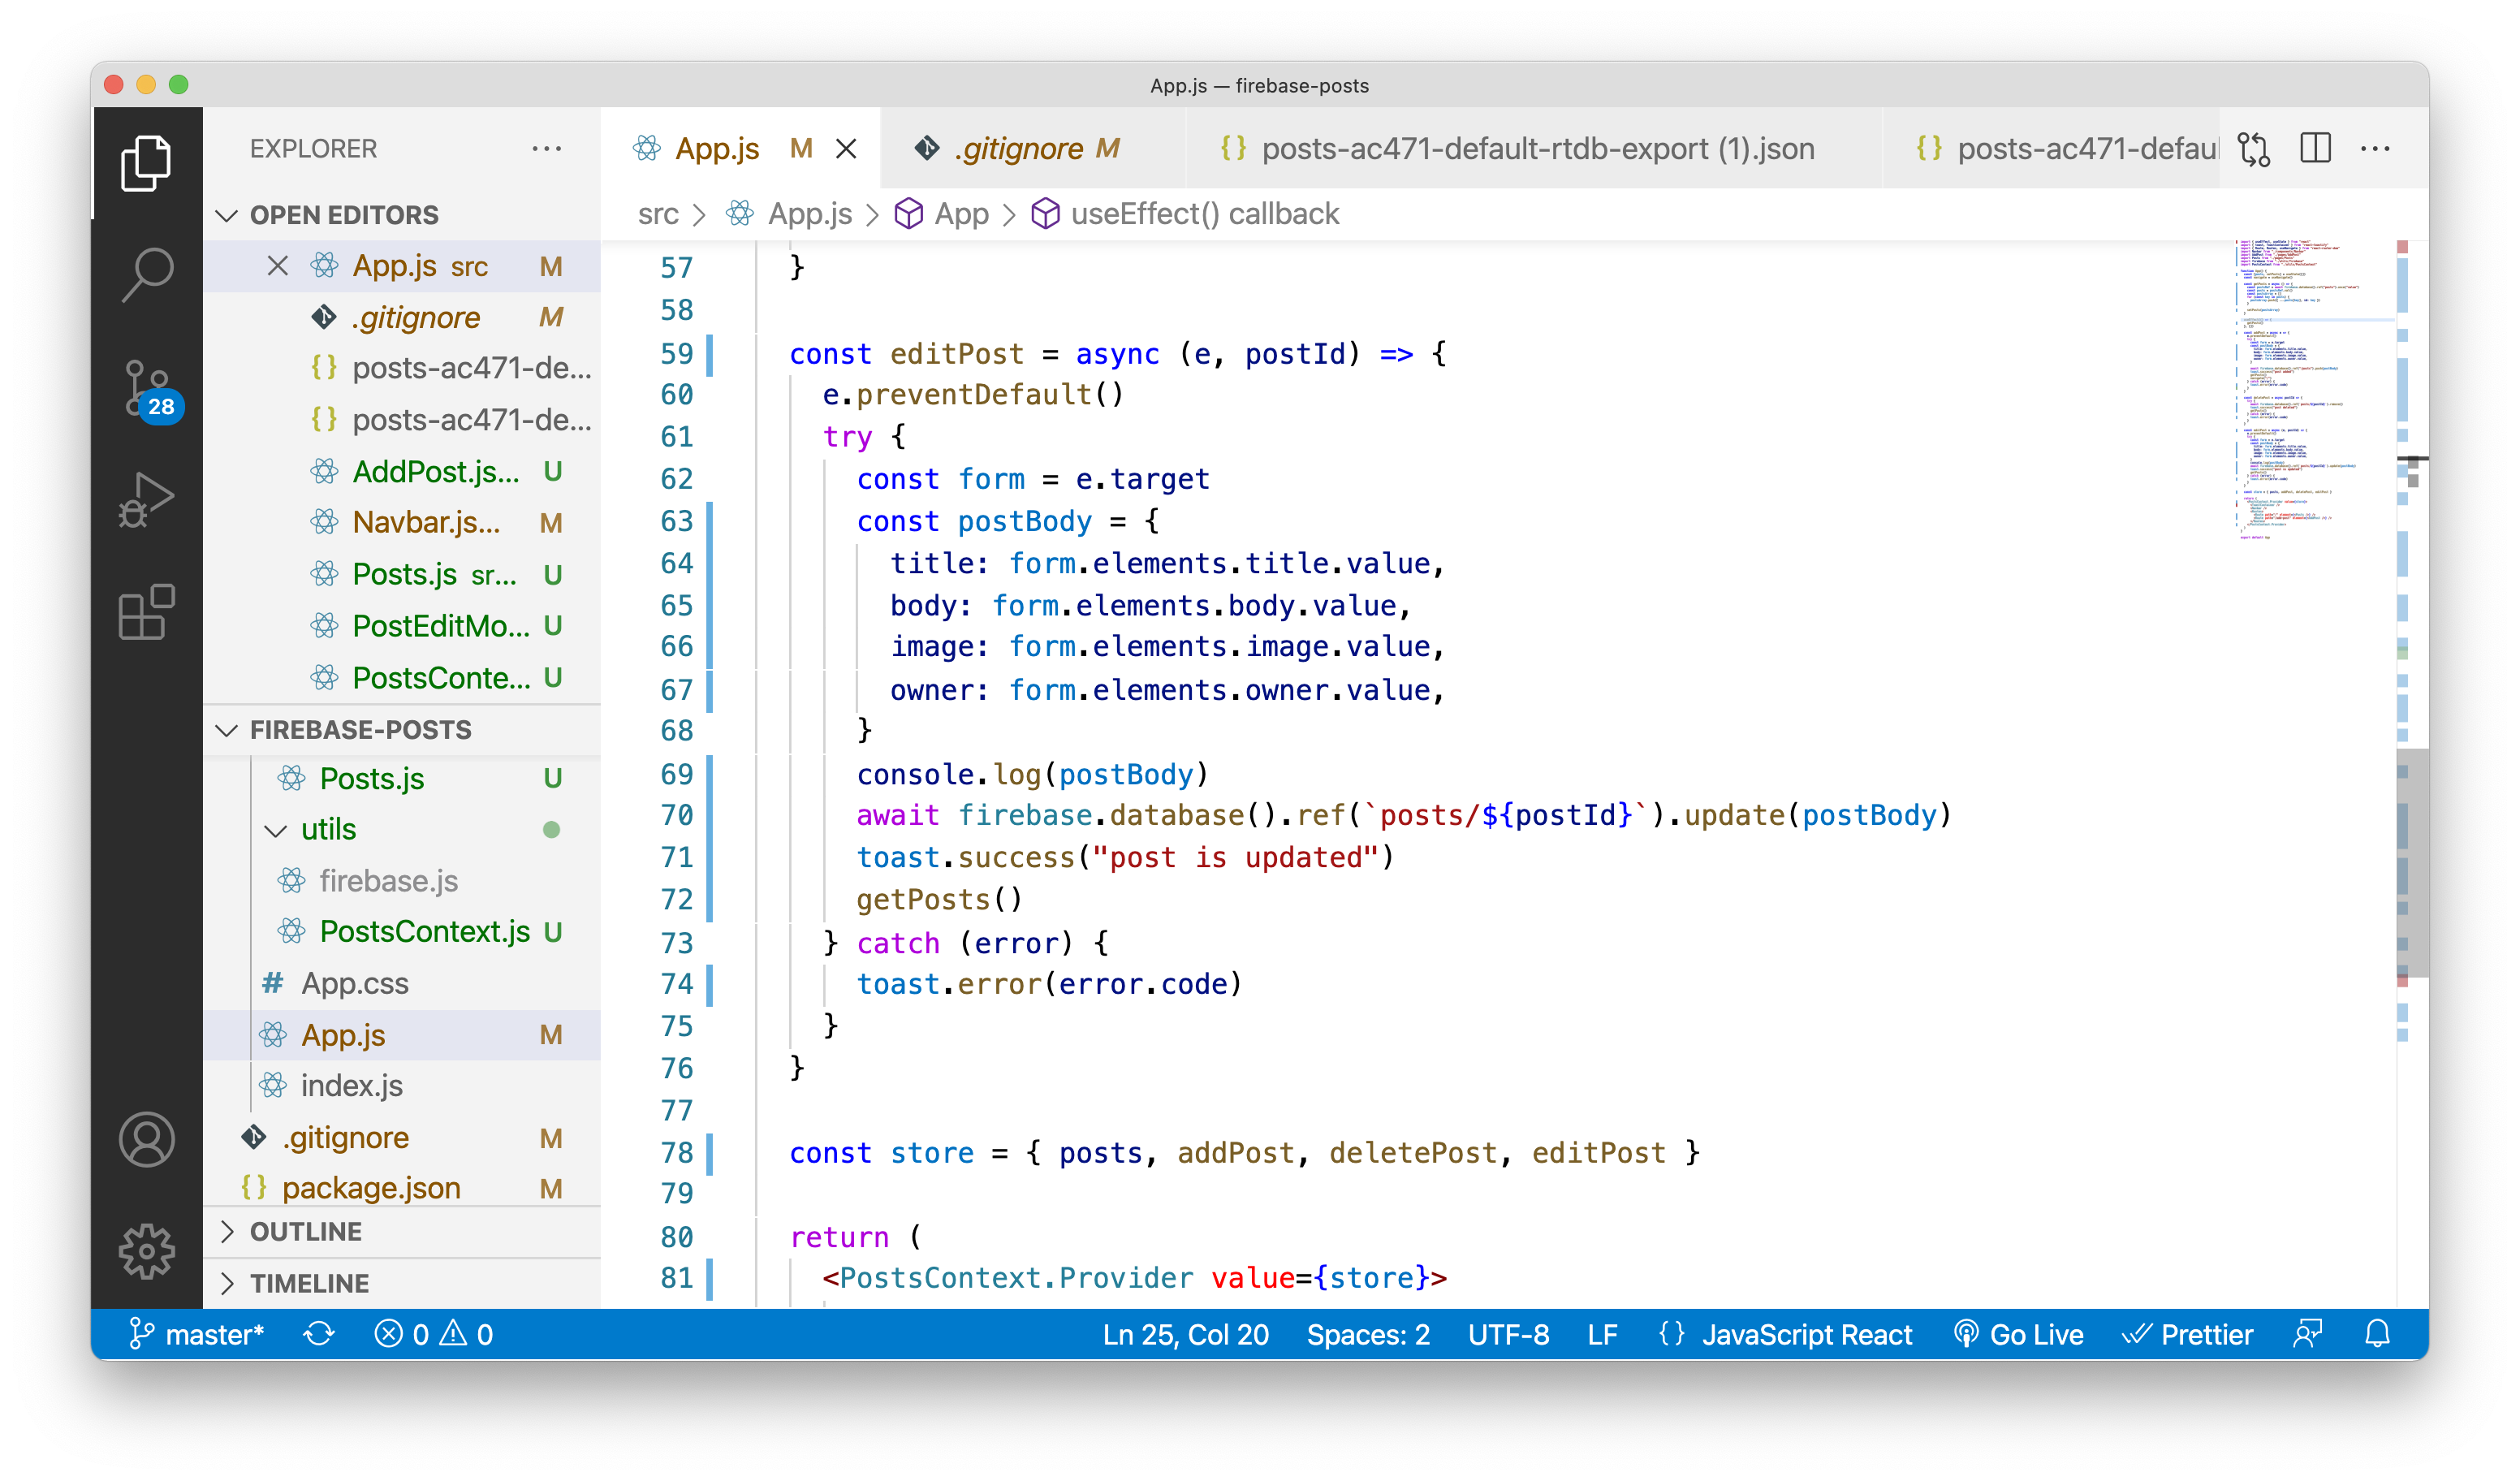 App.js — firebase-posts
EXPLORER
OPEN EDITORS
App.js src M
.gitignore M
posts-ac471-de...
posts-ac471-de...
AddPost.js... U
Navbar.js... M
Posts.js sr... U
PostEditMo... U
PostsConte... U
FIREBASE-POSTS
Posts.js U
utils
firebase.js
PostsContext.js U
App.css
App.js M
index.js
.gitignore M
package.json M
OUTLINE
TIMELINE
28
App.js M
.gitignore M
posts-ac471-default-rtdb-export (1).json
posts-ac471-defau
src > App.js > App > useEffect() callback
57 }
58
59 const editPost = async (e, postId) => {
60 e.preventDefault()
61 try {
62 const form = e.target
63 const postBody = {
64 title: form.elements.title.value,
65 body: form.elements.body.value,
66 image: form.elements.image.value,
67 owner: form.elements.owner.value,
68 }
69 console.log(postBody)
70 await firebase.database().ref(`posts/${postId}`).update(postBody)
71 toast.success("post is updated")
72 getPosts()
73 } catch (error) {
74 toast.error(error.code)
75 }
76 }
77
78 const store = { posts, addPost, deletePost, editPost }
79
80 return (
81 <PostsContext.Provider value={store}>
master* 0 0 Ln 25, Col 20 Spaces: 2 UTF-8 LF {} JavaScript React Go Live Prettier